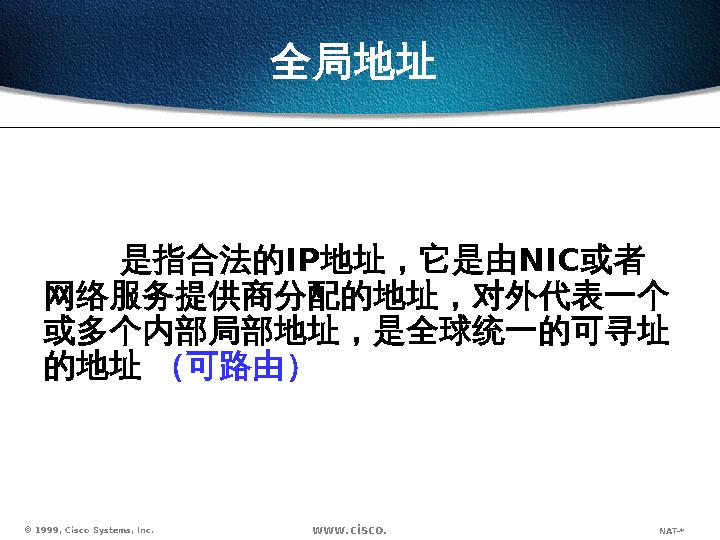 全局地址
是指合法的IP地址，它是由NIC或者
网络服务提供商分配的地址，对外代表一个
或多个内部局部地址，是全球统一的可寻址
的地址 （可路由）
© 1999, Cisco Systems, Inc. www.cisco. NAT-*